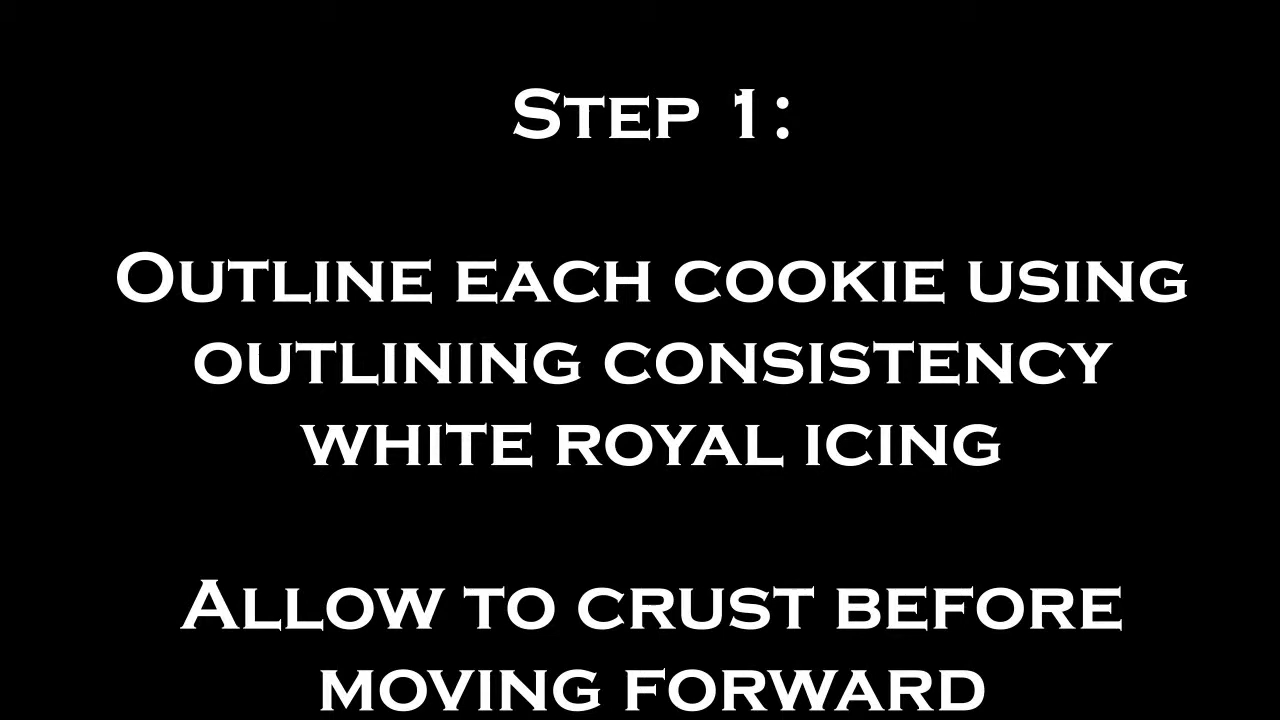 Step 1:
Outline each cookie using
outlining consistency
white royal icing
Allow to crust before
moving forward